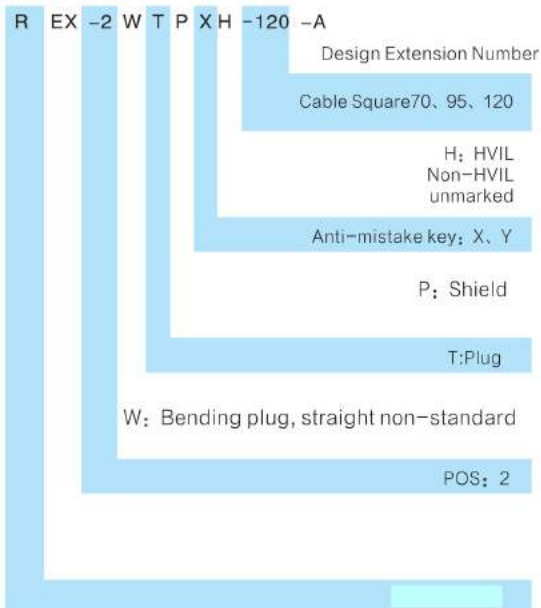 R EX -2 W T P X H -120 -A
Design Extension Number
Cable Square70、95、120
H：HVIL
Non-HVIL
unmarked
Anti-mistake key：X、Y
P：Shield
T:Plug
W：Bending plug, straight non-standard
POS：2